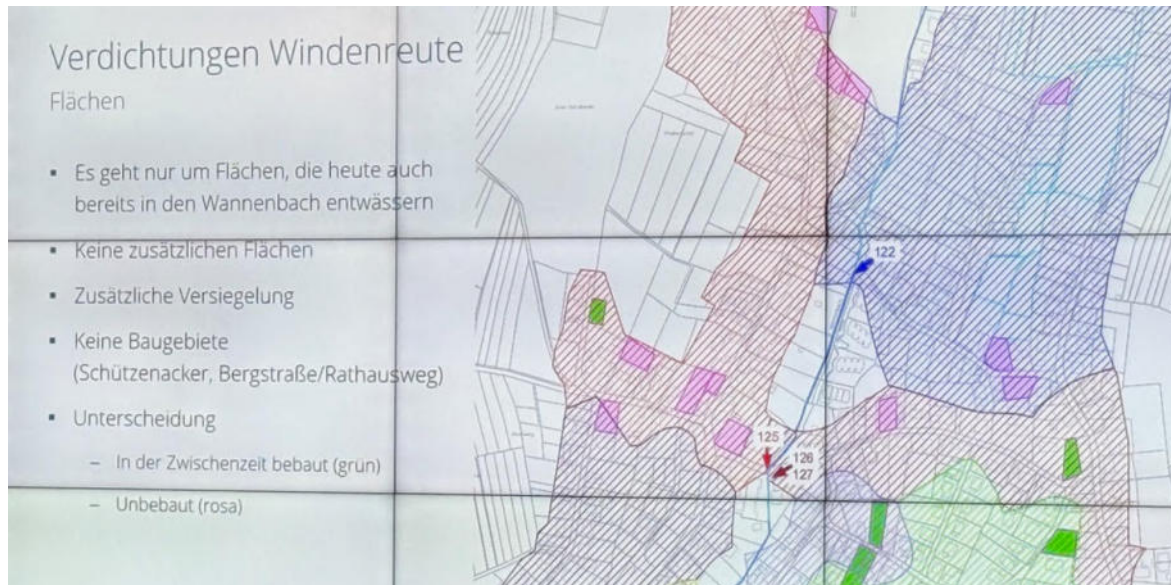 Verdichtungen Windenreute
Flächen
▪ Es geht nur um Flächen, die heute auch
bereits in den Wannenbach entwässern
▪ Keine zusätzlichen Flächen
▪ Zusätzliche Versiegelung
▪ Keine Baugebiete
(Schützenacker, Bergstraße/Rathausweg)
▪ Unterscheidung
– In der Zwischenzeit bebaut (grün)
– Unbebaut (rosa)
122
125
126
127